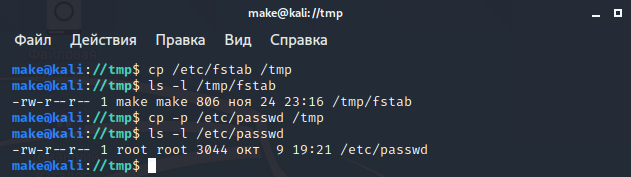 make@kali://tmp
Файл Действия Правка Вид Справка
make@kali://tmp$ cp /etc/fstab /tmp
make@kali://tmp$ ls -l /tmp/fstab
-rw-r--r-- 1 make make 806 ноя 24 23:16 /tmp/fstab
make@kali://tmp$ cp -p /etc/passwd /tmp
make@kali://tmp$ ls -l /etc/passwd
-rw-r--r-- 1 root root 3044 окт  9 19:21 /etc/passwd
make@kali://tmp$